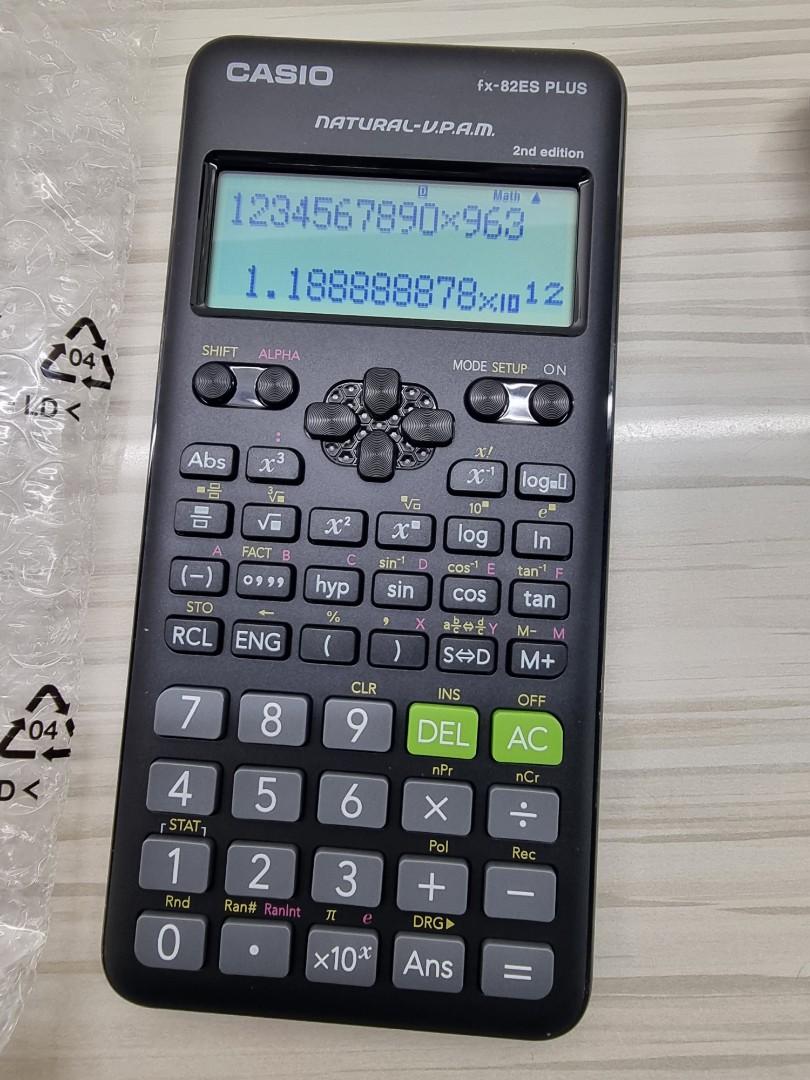 CASIO
fx-82ES PLUS
NATURAL-V.P.A.M.
2nd edition
D Math ▲
1234567890×963
1.188888878×10¹²
SHIFT ALPHA MODE SETUP ON
: x!
Abs x³ x⁻¹ log▪▯
■▭/▭ ³√▪ ▪√▫ 10▪ e▪
▭/▭ √▪ x² x▪ log ln
A FACT B C sin⁻¹ D cos⁻¹ E tan⁻¹ F
(−) °,,, hyp sin cos tan
STO ← % , X a b/c⇔d/c Y M− M
RCL ENG ( ) S⇔D M+
CLR INS OFF
7 8 9 DEL AC
nPr nCr
4 5 6 × ÷
STAT Pol Rec
1 2 3 + −
Rnd Ran# RanInt π e DRG▶
0 • ×10ˣ Ans =
04
LD<
04
D<